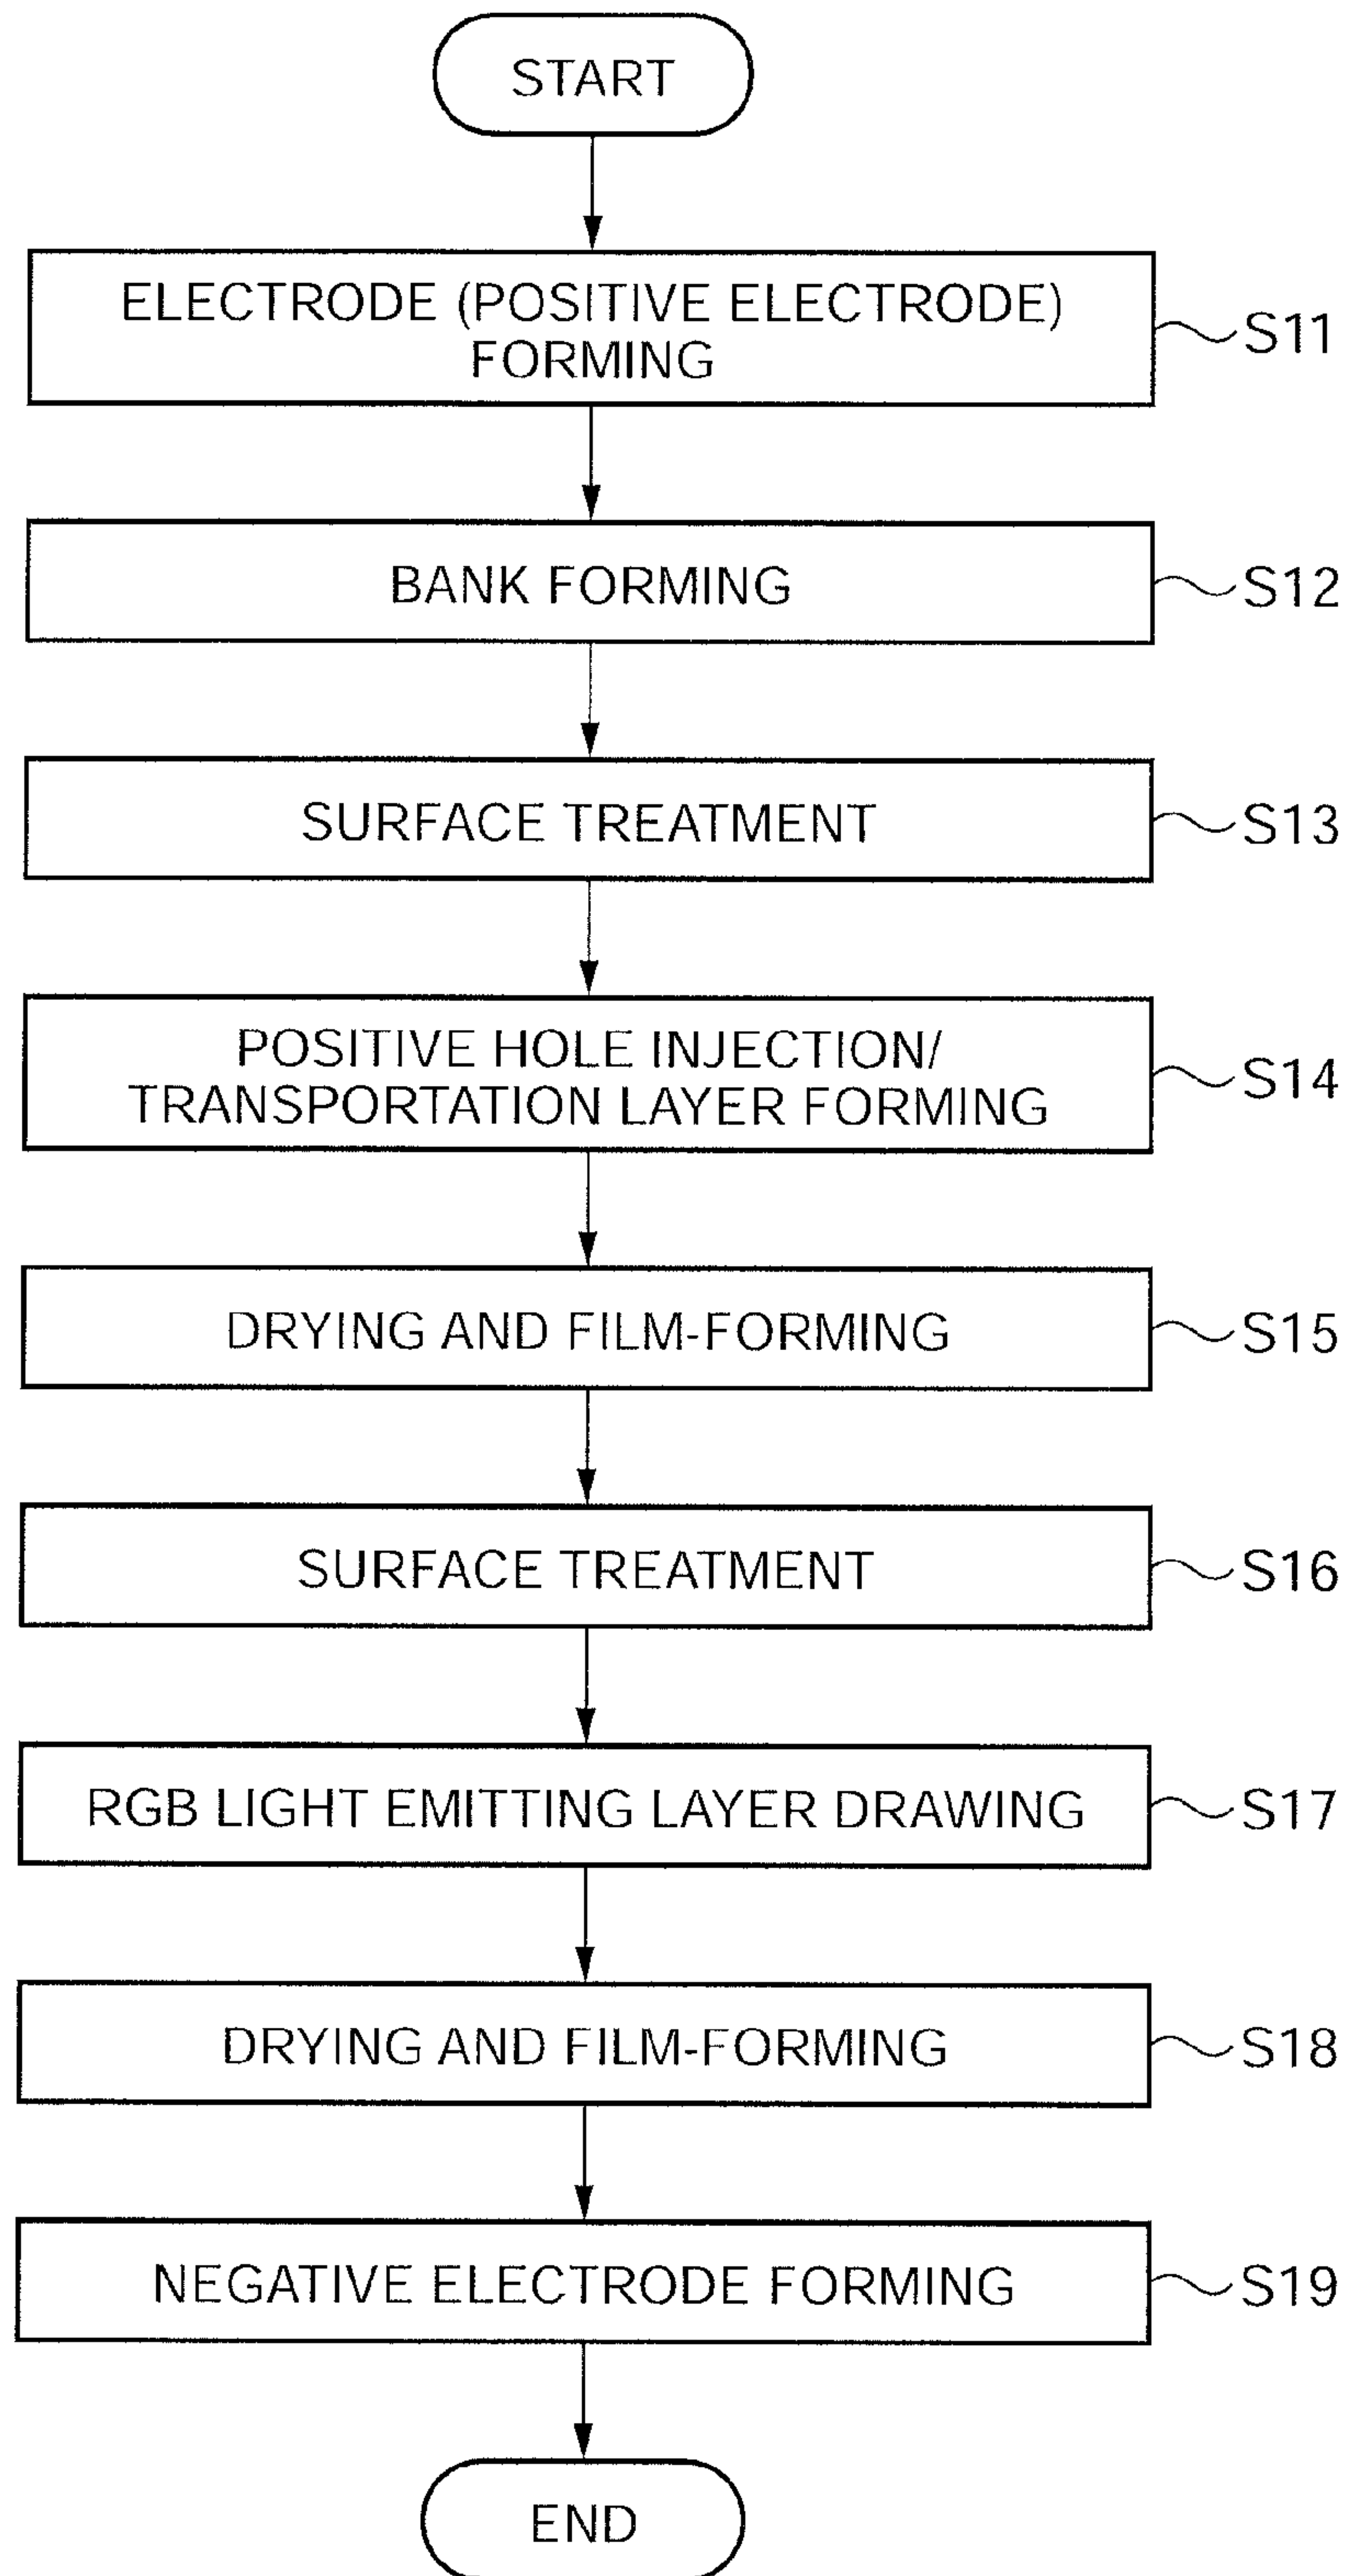 START
ELECTRODE (POSITIVE ELECTRODE)
FORMING
S11
BANK FORMING
S12
SURFACE TREATMENT
S13
POSITIVE HOLE INJECTION/
TRANSPORTATION LAYER FORMING
S14
DRYING AND FILM-FORMING
S15
SURFACE TREATMENT
S16
RGB LIGHT EMITTING LAYER DRAWING
S17
DRYING AND FILM-FORMING
S18
NEGATIVE ELECTRODE FORMING
S19
END